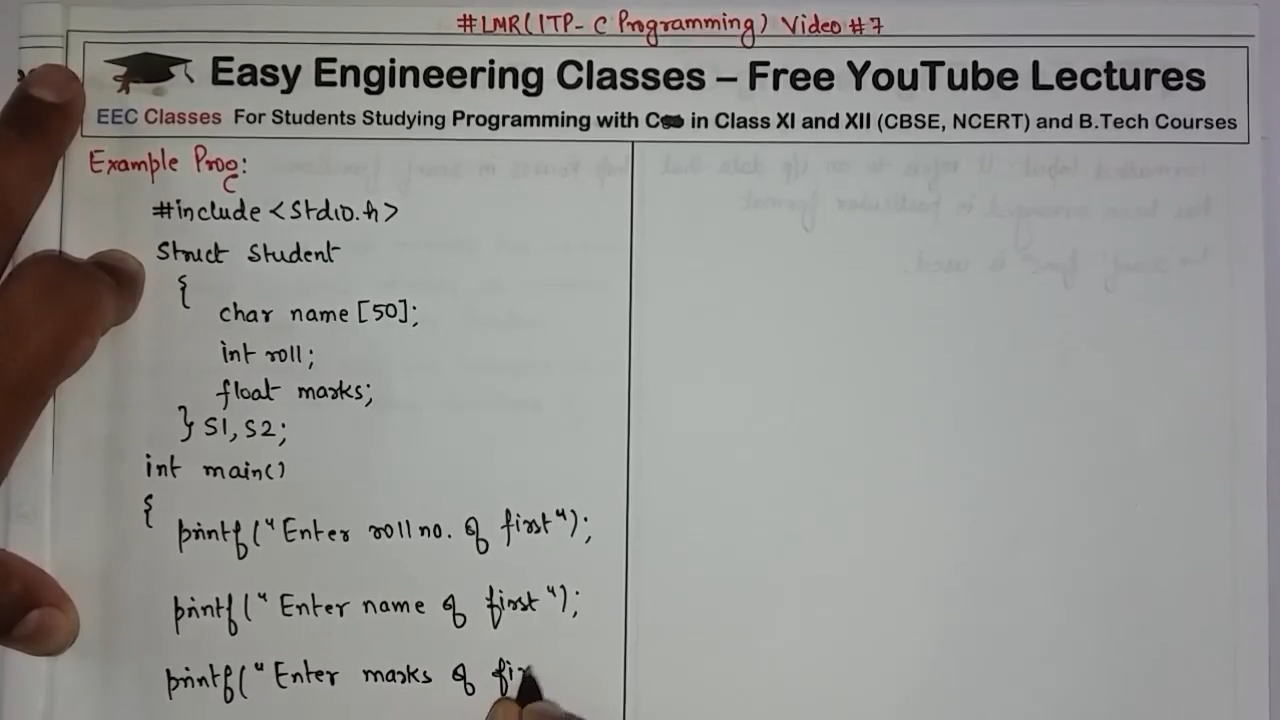 #LMR(ITP- C Programming) Video #7
Easy Engineering Classes – Free YouTube Lectures
EEC Classes For Students Studying Programming with C in Class XI and XII (CBSE, NCERT) and B.Tech Courses
Example Prog:
#include <stdio.h>
Struct Student
{
char name [50];
int roll;
float marks;
} S1, S2;
int main()
{
printf("Enter roll no. of first");
printf("Enter name of first");
printf("Enter marks of fir